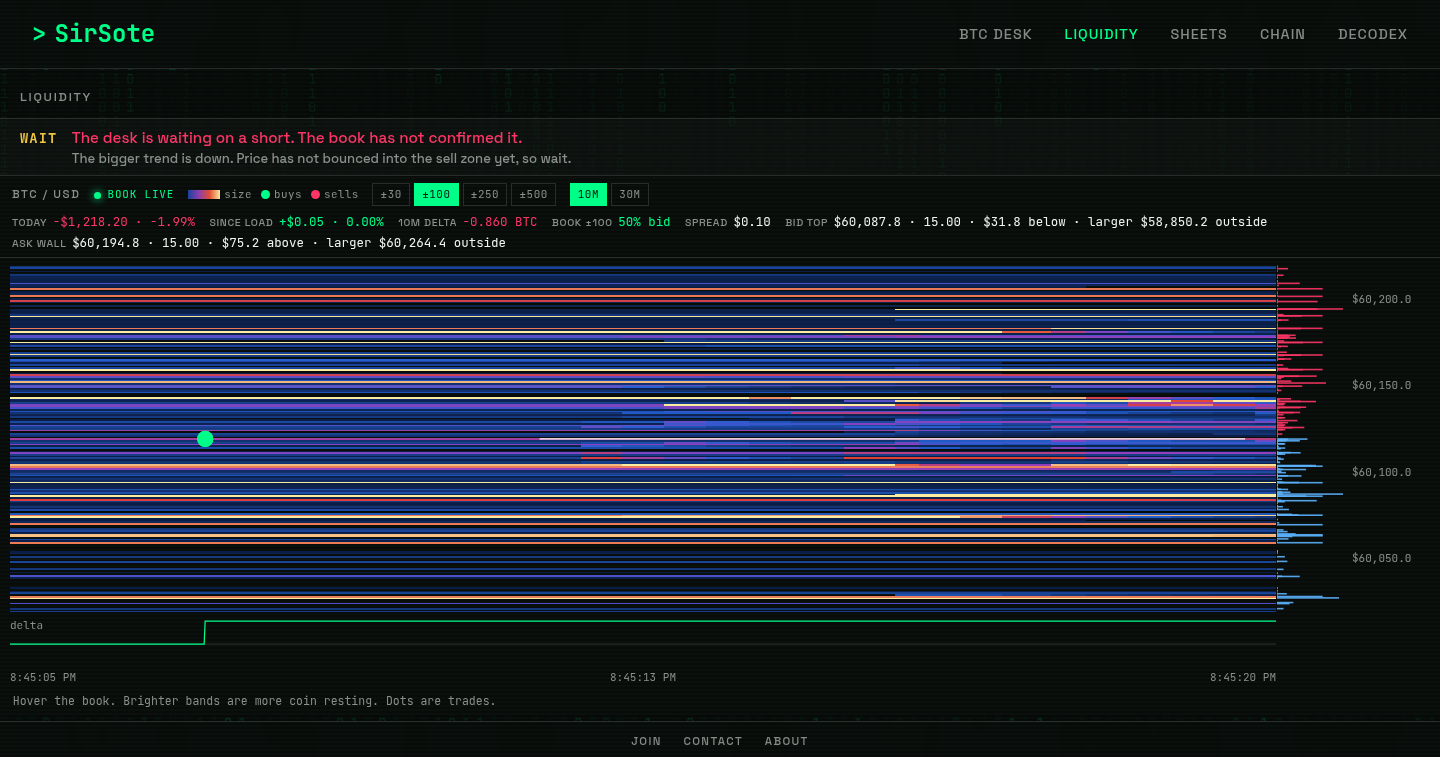 > SirSote
BTC DESK LIQUIDITY SHEETS CHAIN DECODEX
LIQUIDITY
WAIT The desk is waiting on a short. The book has not confirmed it.
The bigger trend is down. Price has not bounced into the sell zone yet, so wait.
BTC / USD BOOK LIVE size buys sells ±30 ±100 ±250 ±500 10M 30M
TODAY -$1,218.20 · -1.99% SINCE LOAD +$0.05 · 0.00% 10M DELTA -0.860 BTC BOOK ±100 50% bid SPREAD $0.10 BID TOP $60,087.8 · 15.00 · $31.8 below · larger $58,850.2 outside
ASK WALL $60,194.8 · 15.00 · $75.2 above · larger $60,264.4 outside
$60,200.0
$60,150.0
$60,100.0
$60,050.0
delta
8:45:05 PM 8:45:13 PM 8:45:20 PM
Hover the book. Brighter bands are more coin resting. Dots are trades.
JOIN CONTACT ABOUT